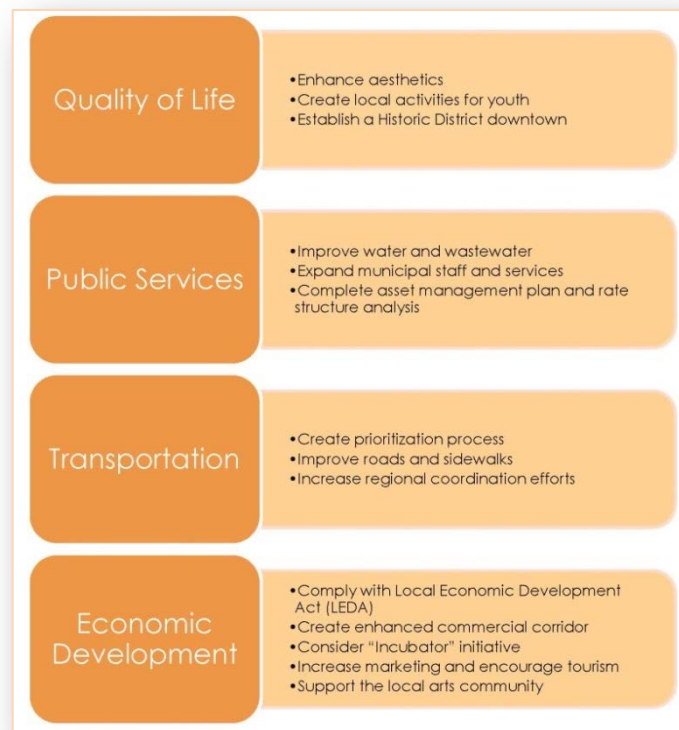 Quality of Life
•Enhance aesthetics
•Create local activities for youth
•Establish a Historic District downtown
Public Services
•Improve water and wastewater
•Expand municipal staff and services
•Complete asset management plan and rate
structure analysis
Transportation
•Create prioritization process
•Improve roads and sidewalks
•Increase regional coordination efforts
Economic
Development
•Comply with Local Economic Development
Act (LEDA)
•Create enhanced commercial corridor
•Consider “Incubator” initiative
•Increase marketing and encourage tourism
•Support the local arts community